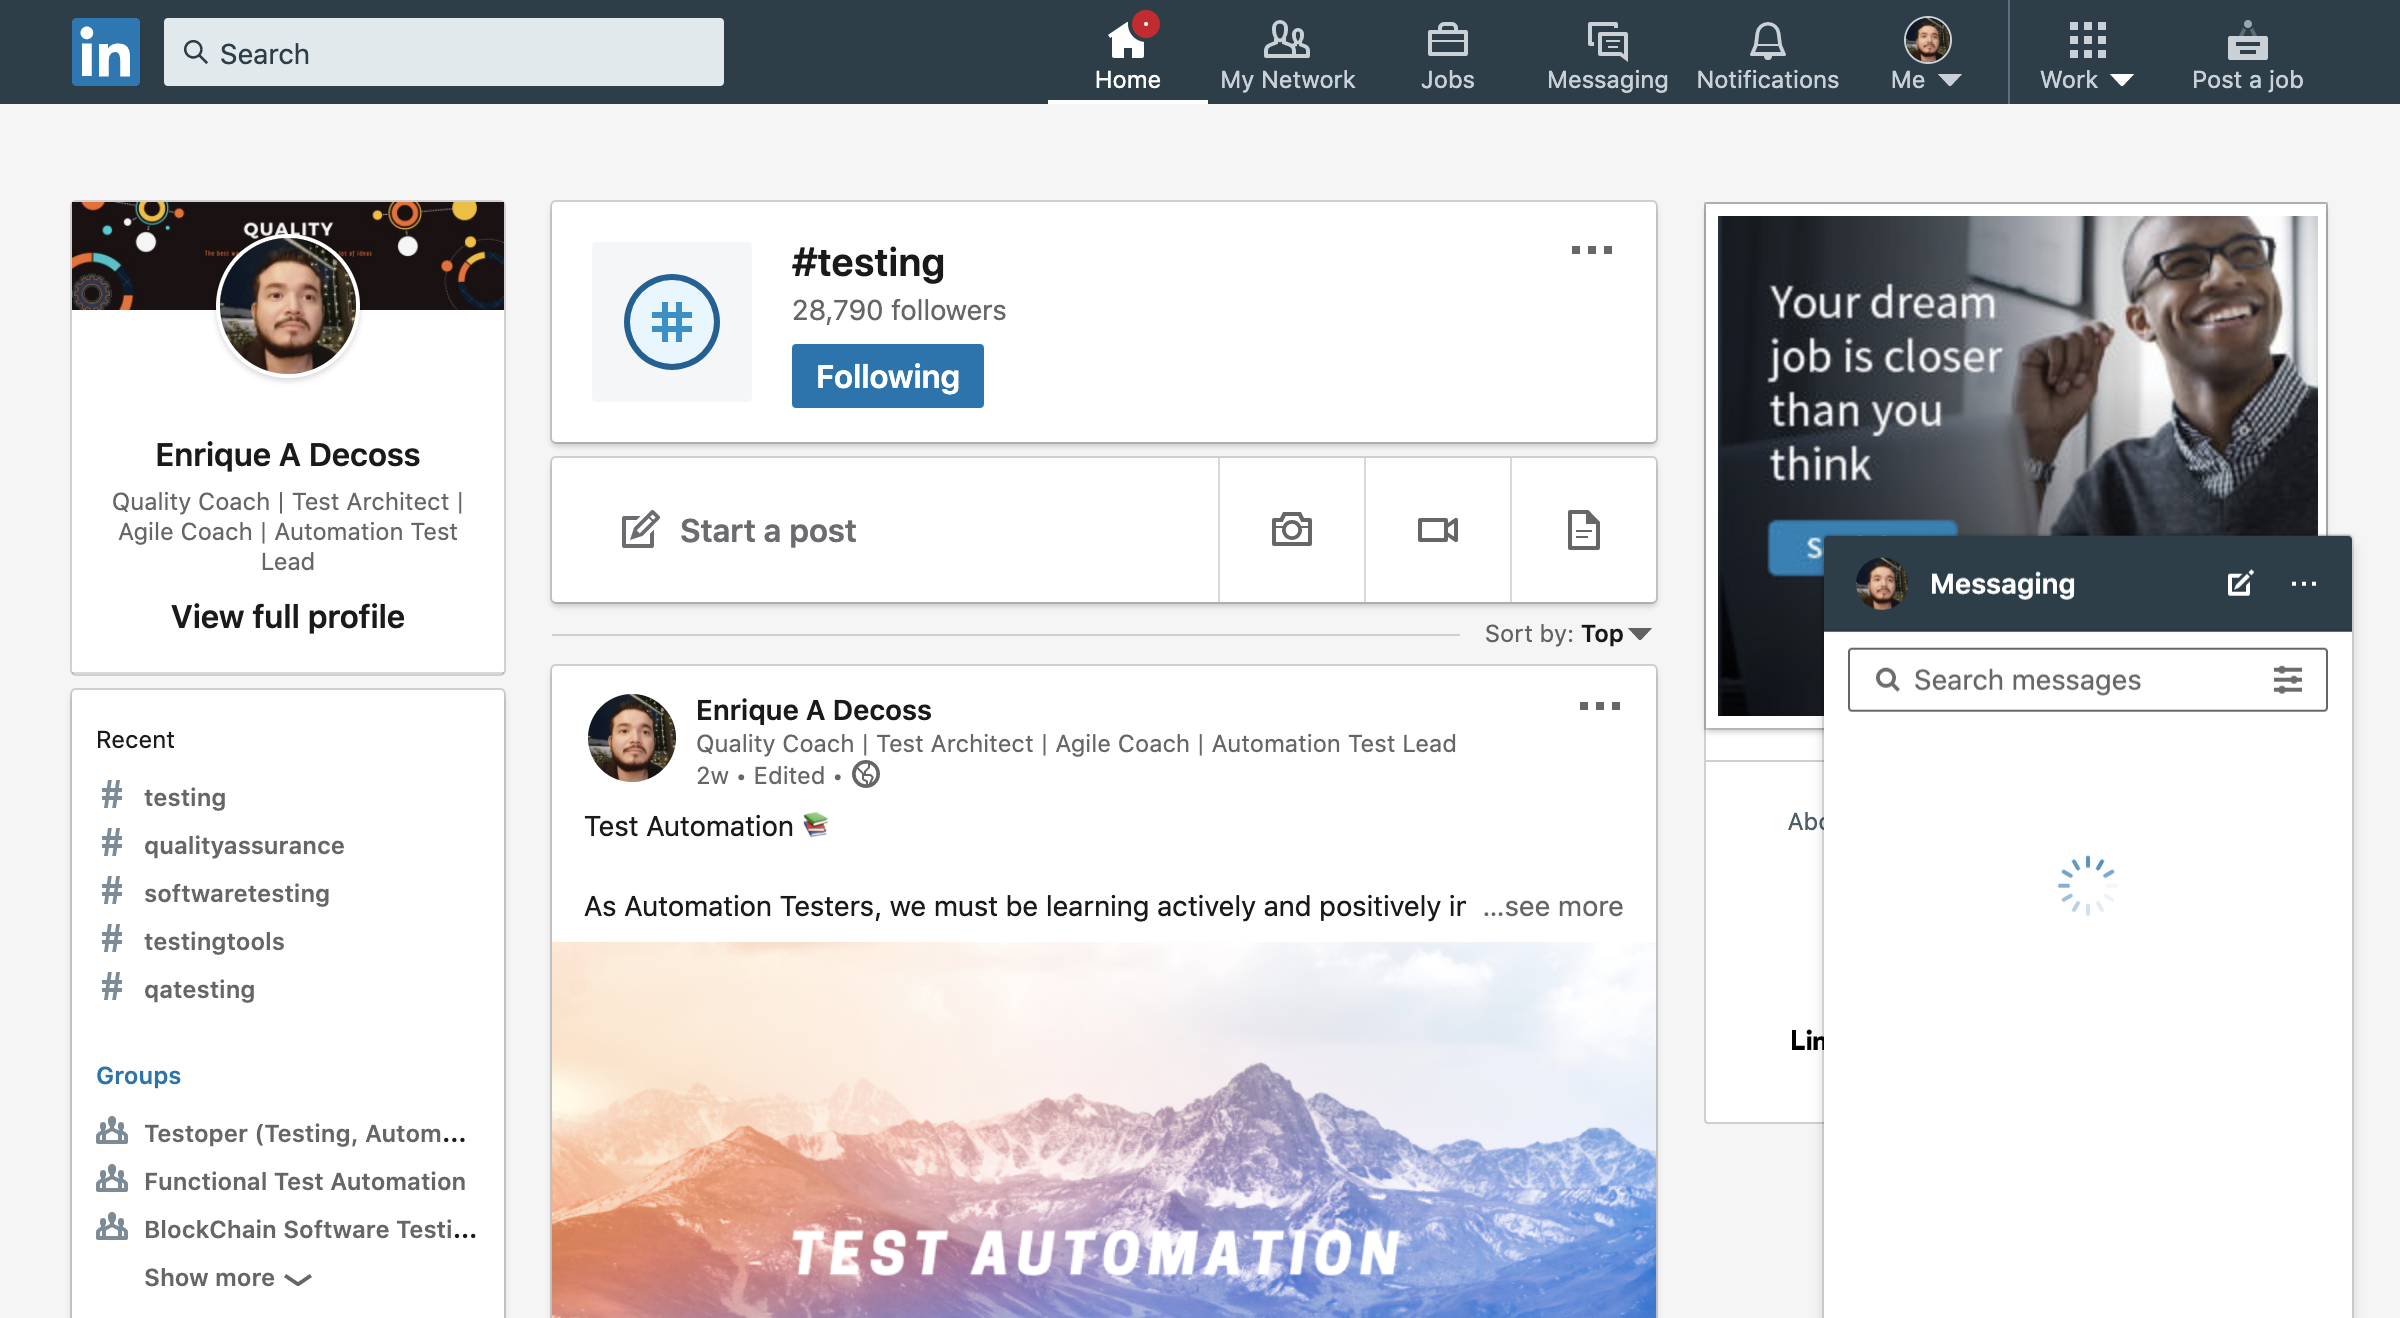 in
Search
Home
My Network
Jobs
Messaging
Notifications
Me
Work
Post a job
QUALITY
Enrique A Decoss
Quality Coach | Test Architect |
Agile Coach | Automation Test
Lead
View full profile
Recent
# testing
# qualityassurance
# softwaretesting
# testingtools
# qatesting
Groups
Testoper (Testing, Autom...
Functional Test Automation
BlockChain Software Testi...
Show more
#
#testing
28,790 followers
Following
Start a post
Sort by: Top
Enrique A Decoss
Quality Coach | Test Architect | Agile Coach | Automation Test Lead
2w • Edited •
Test Automation
As Automation Testers, we must be learning actively and positively ir ...see more
TEST AUTOMATION
Your dream
job is closer
than you
think
S
Abo
Lin
Messaging
Search messages